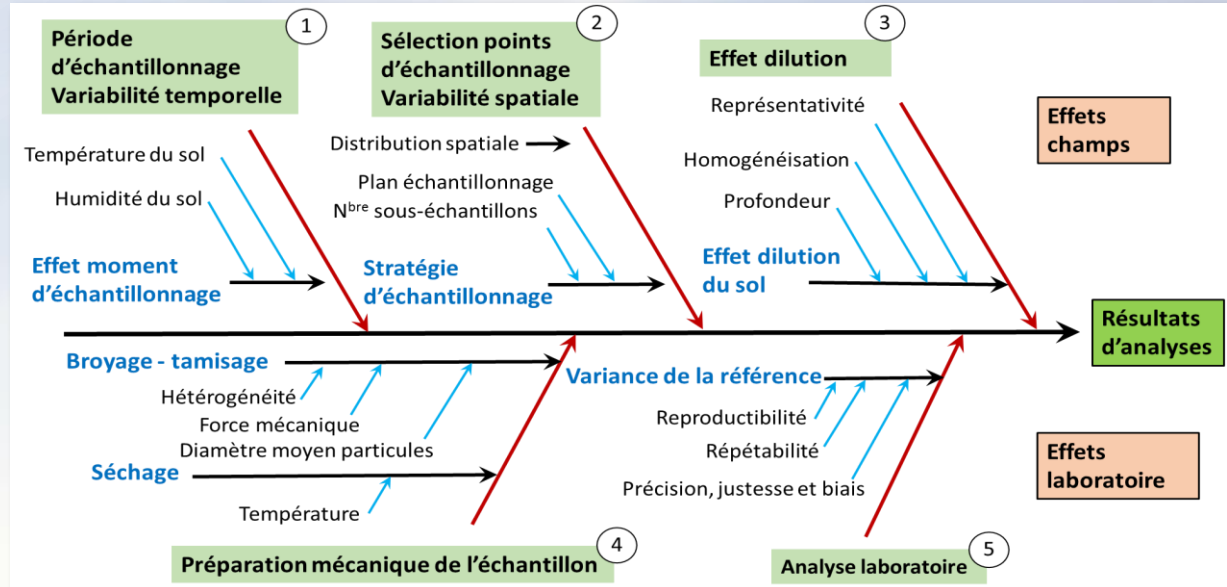 1
Période
d'échantillonnage
Variabilité temporelle
2
Sélection points
d'échantillonnage
Variabilité spatiale
3
Effet dilution
Effets
champs
Température du sol
Humidité du sol
Effet moment
d'échantillonnage
Distribution spatiale
Plan échantillonnage
Nbre sous-échantillons
Stratégie
d'échantillonnage
Représentativité
Homogénéisation
Profondeur
Effet dilution
du sol
Résultats
d'analyses
Broyage - tamisage
Hétérogénéité
Force mécanique
Diamètre moyen particules
Séchage
Température
Variance de la référence
Reproductibilité
Répétabilité
Précision, justesse et biais
Effets
laboratoire
Préparation mécanique de l'échantillon
4
Analyse laboratoire
5